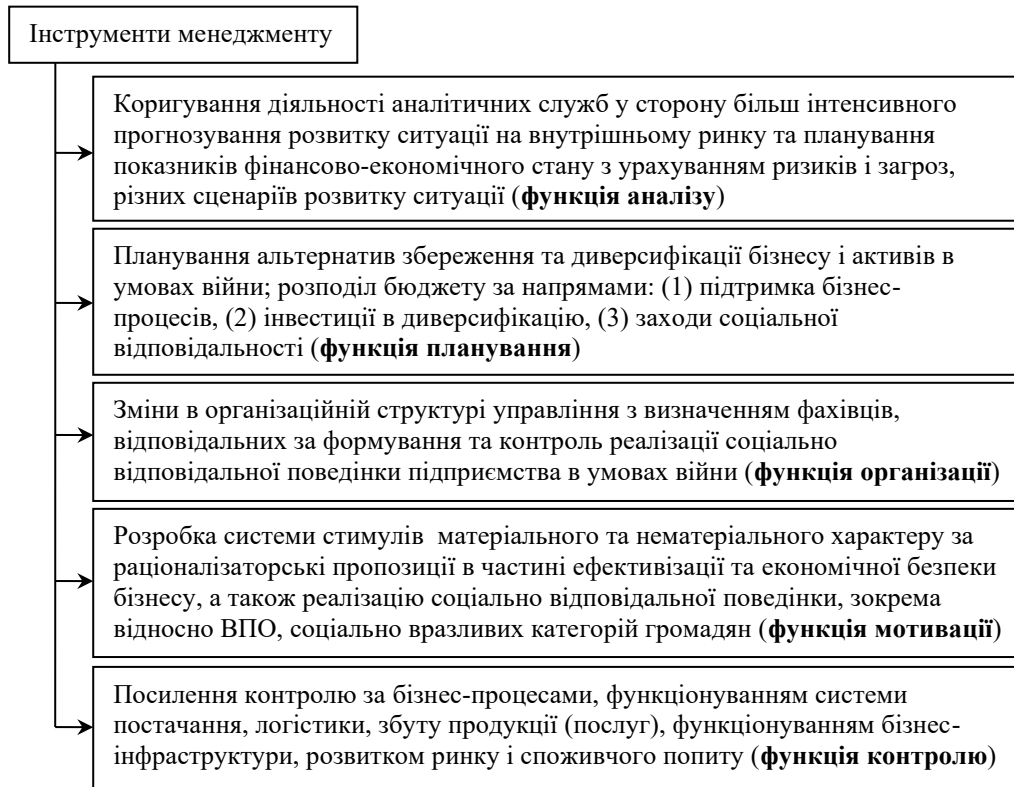 Інструменти менеджменту
Коригування діяльності аналітичних служб у сторону більш інтенсивного
прогнозування розвитку ситуації на внутрішньому ринку та планування
показників фінансово-економічного стану з урахуванням ризиків і загроз,
різних сценаріїв розвитку ситуації (функція аналізу)
Планування альтернатив збереження та диверсифікації бізнесу і активів в
умовах війни; розподіл бюджету за напрямами: (1) підтримка бізнес-
процесів, (2) інвестиції в диверсифікацію, (3) заходи соціальної
відповідальності (функція планування)
Зміни в організаційній структурі управління з визначенням фахівців,
відповідальних за формування та контроль реалізації соціально
відповідальної поведінки підприємства в умовах війни (функція організації)
Розробка системи стимулів  матеріального та нематеріального характеру за
раціоналізаторські пропозиції в частині ефективізації та економічної безпеки
бізнесу, а також реалізацію соціально відповідальної поведінки, зокрема
відносно ВПО, соціально вразливих категорій громадян (функція мотивації)
Посилення контролю за бізнес-процесами, функціонуванням системи
постачання, логістики, збуту продукції (послуг), функціонуванням бізнес-
інфраструктури, розвитком ринку і споживчого попиту (функція контролю)